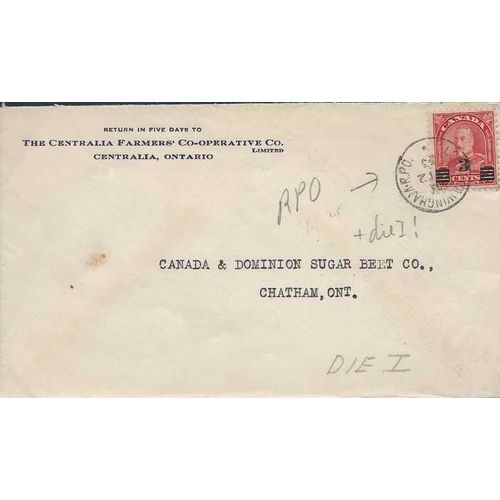 RETURN IN FIVE DAYS TO
THE CENTRALIA FARMERS' CO-OPERATIVE CO.
LIMITED
CENTRALIA, ONTARIO
CANADA
3
CENTS
WINGHAM R.P.O.
RPO →
+ die I!
CANADA & DOMINION SUGAR BEET CO.,
CHATHAM, ONT.
DIE I